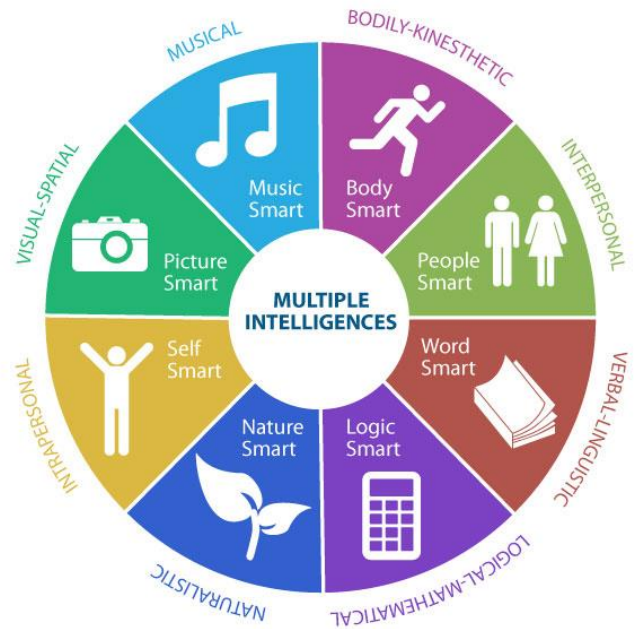 MUSICAL
BODILY-KINESTHETIC
INTERPERSONAL
VERBAL-LINGUISTIC
LOGICAL-MATHEMATICAL
NATURALISTIC
INTRAPERSONAL
VISUAL-SPATIAL
Music
Smart
Body
Smart
People
Smart
Word
Smart
Logic
Smart
Nature
Smart
Self
Smart
Picture
Smart
MULTIPLE
INTELLIGENCES